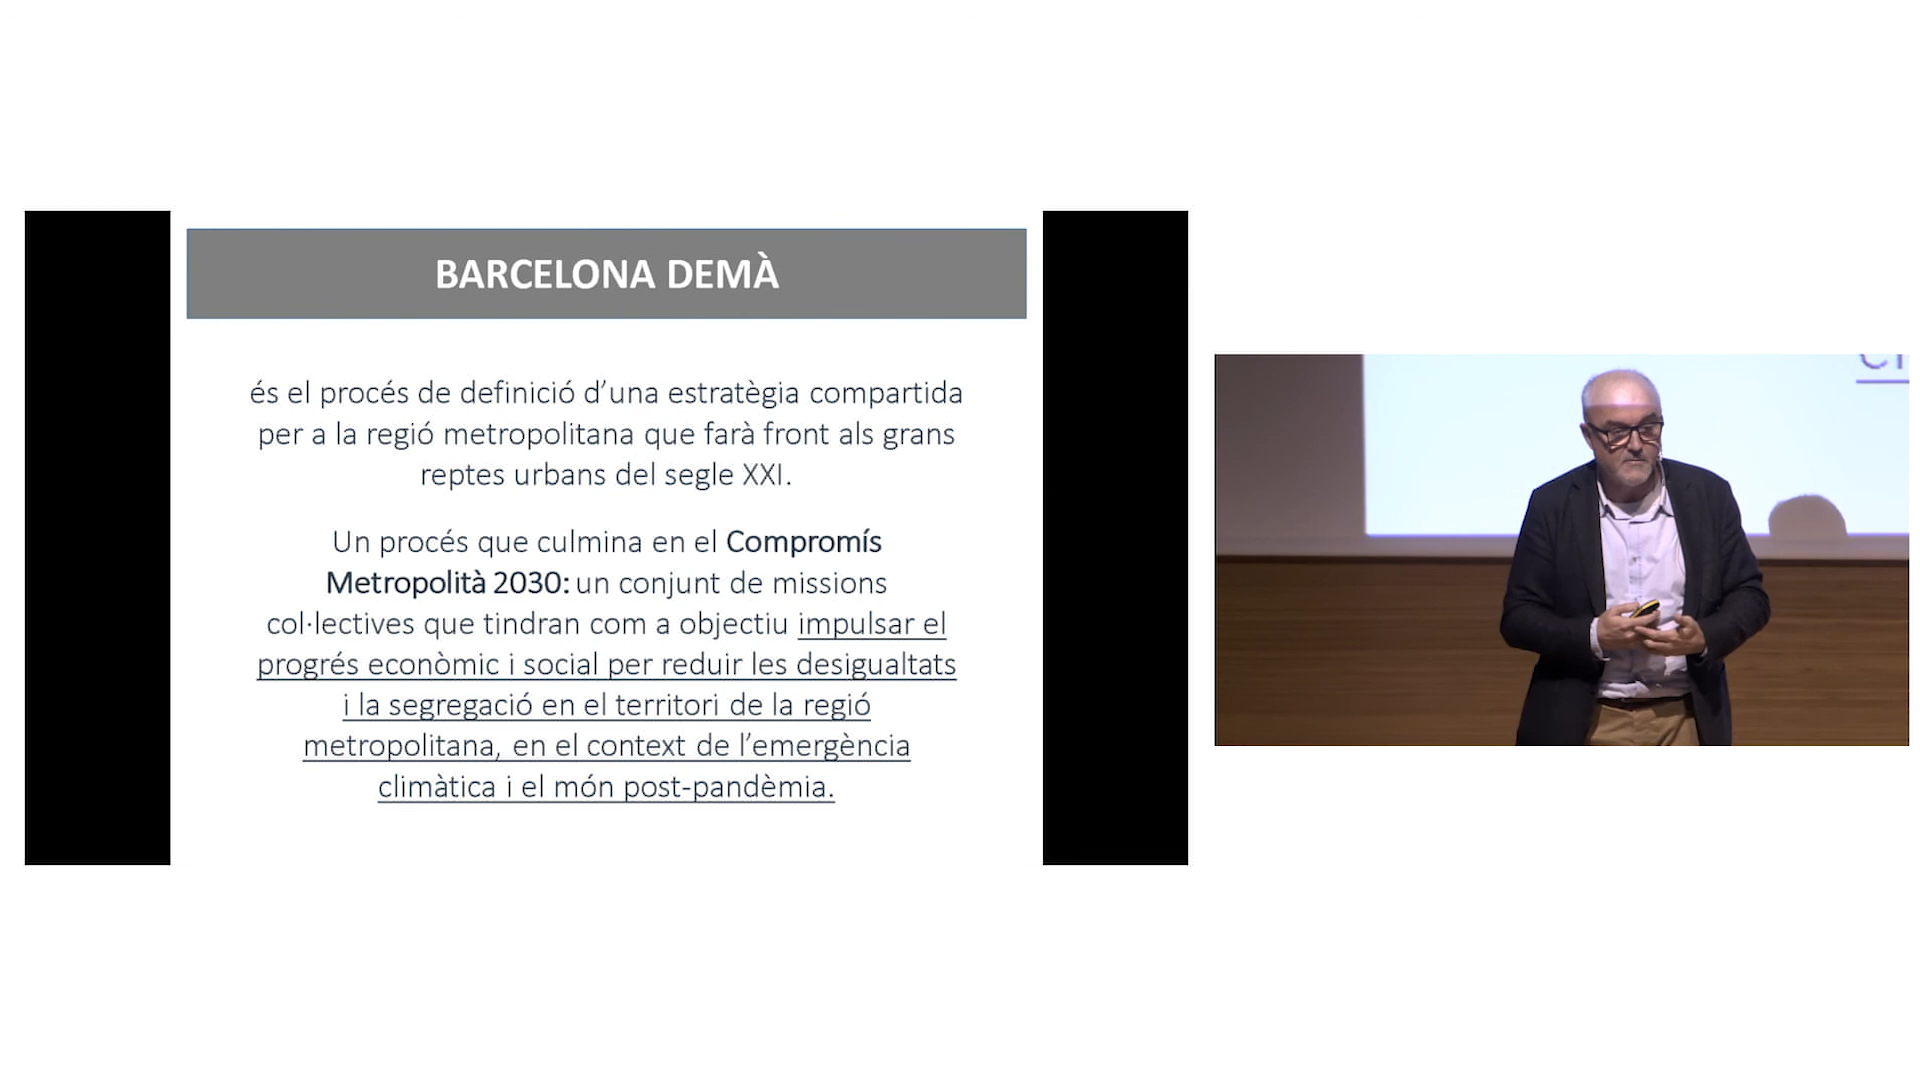 BARCELONA DEMÀ
és el procés de definició d’una estratègia compartida
per a la regió metropolitana que farà front als grans
reptes urbans del segle XXI.
Un procés que culmina en el Compromís
Metropolità 2030: un conjunt de missions
col·lectives que tindran com a objectiu impulsar el
progrés econòmic i social per reduir les desigualtats
i la segregació en el territori de la regió
metropolitana, en el context de l’emergència
climàtica i el món post-pandèmia.